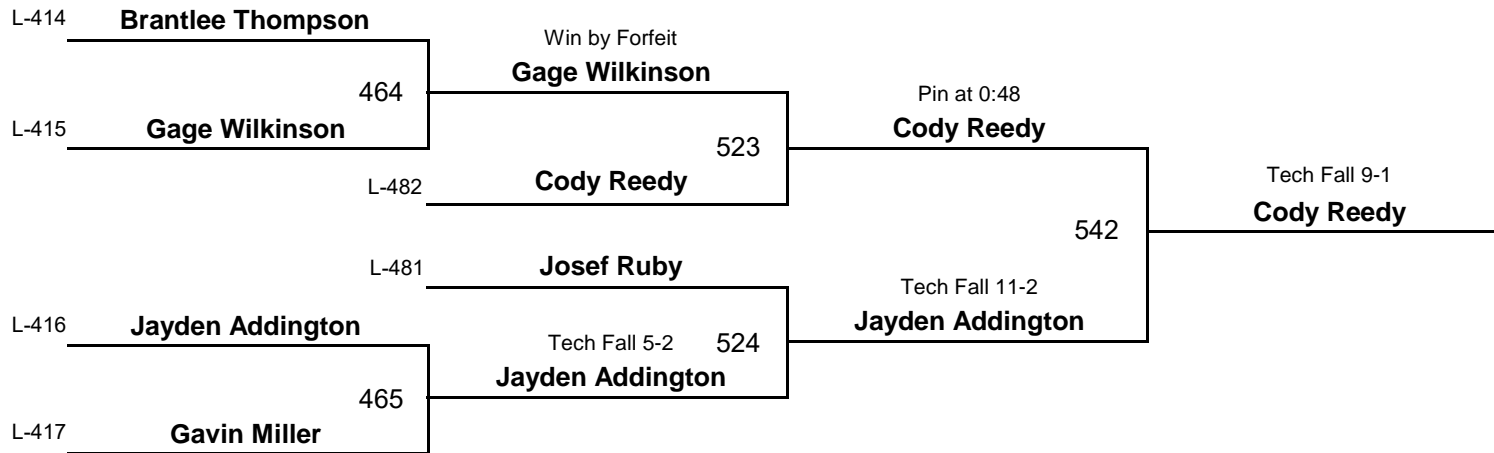 L-414 Brantlee Thompson
Win by Forfeit
Gage Wilkinson
464
Pin at 0:48
Cody Reedy
L-415 Gage Wilkinson
523
L-482 Cody Reedy
Tech Fall 9-1
Cody Reedy
542
L-481 Josef Ruby
Tech Fall 11-2
Jayden Addington
L-416 Jayden Addington
Tech Fall 5-2 524
Jayden Addington
465
L-417 Gavin Miller